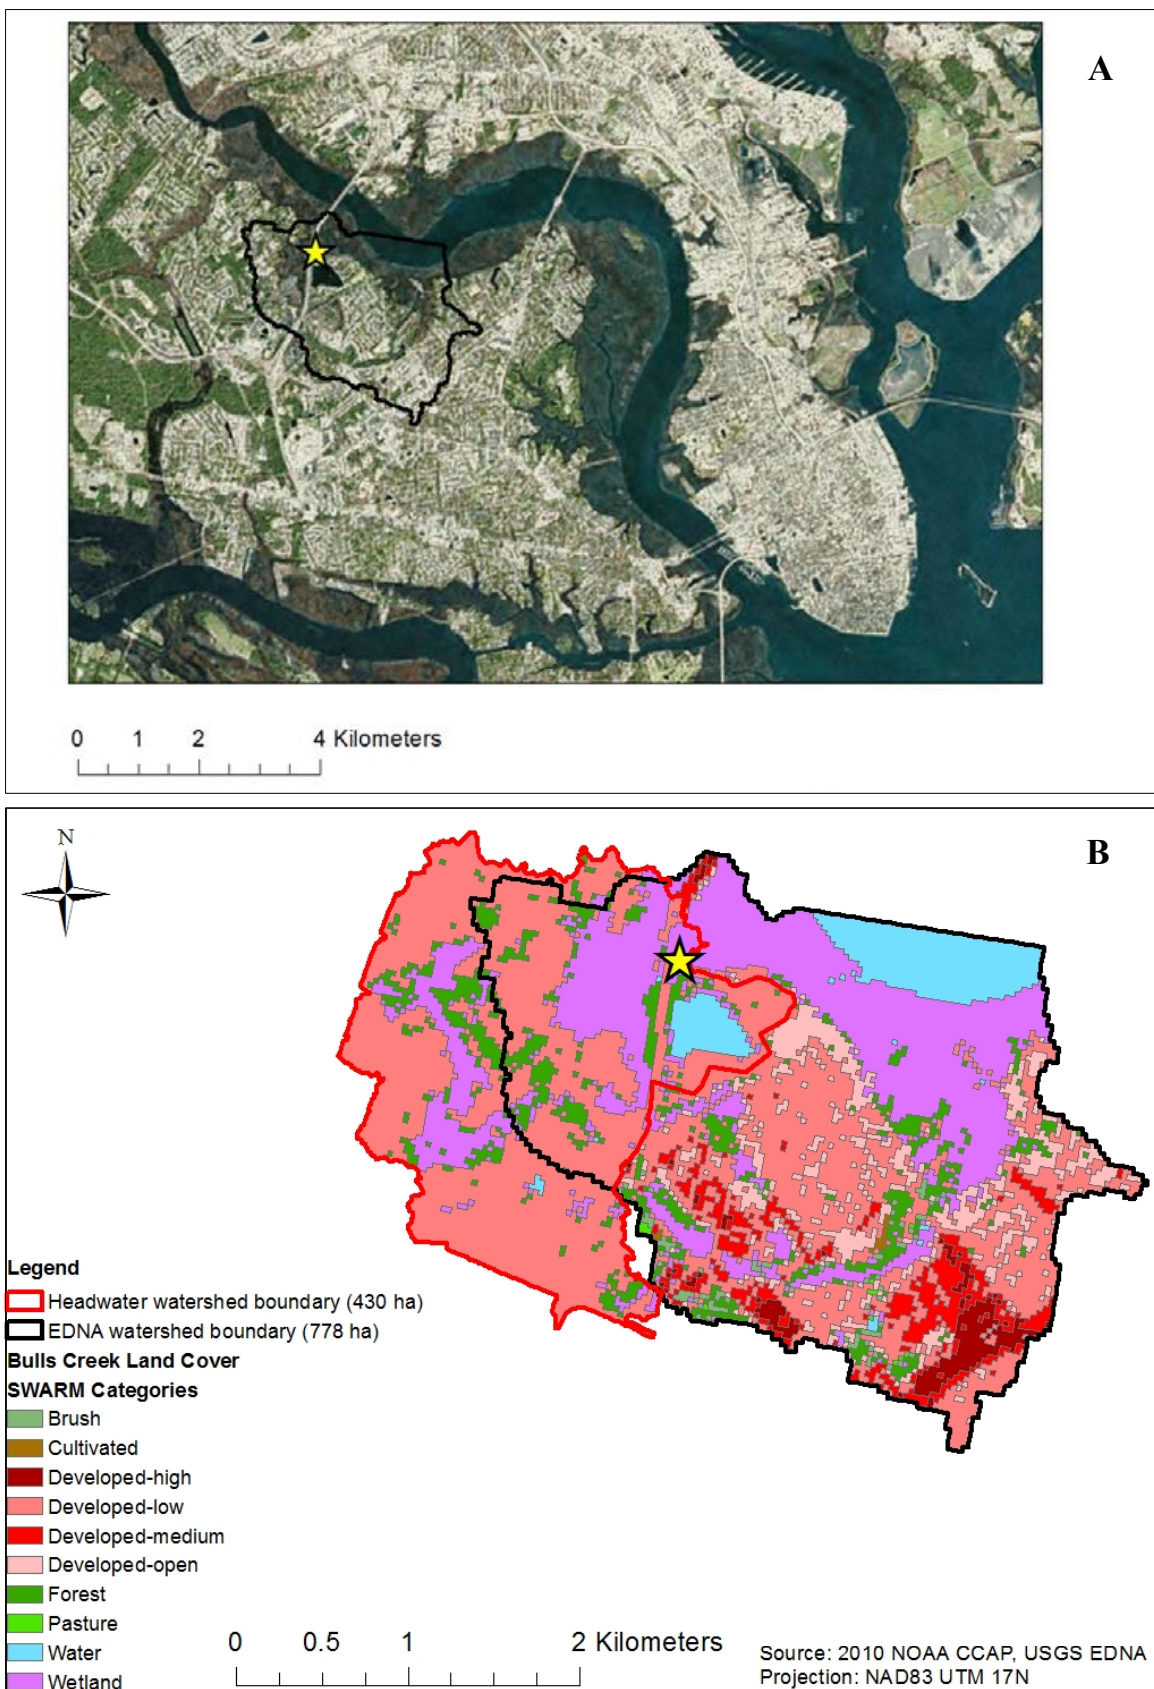 A
0 1 2 4 Kilometers
N
B
Legend
Headwater watershed boundary (430 ha)
EDNA watershed boundary (778 ha)
Bulls Creek Land Cover
SWARM Categories
Brush
Cultivated
Developed-high
Developed-low
Developed-medium
Developed-open
Forest
Pasture
Water
Wetland
0 0.5 1 2 Kilometers
Source: 2010 NOAA CCAP, USGS EDNA
Projection: NAD83 UTM 17N